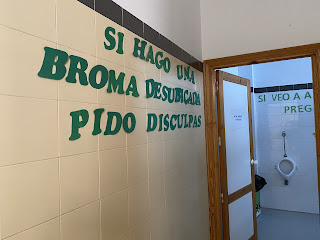 SI HAGO UNA
BROMA DESUBICADA
PIDO DISCULPAS
SI VEO A A
PREG